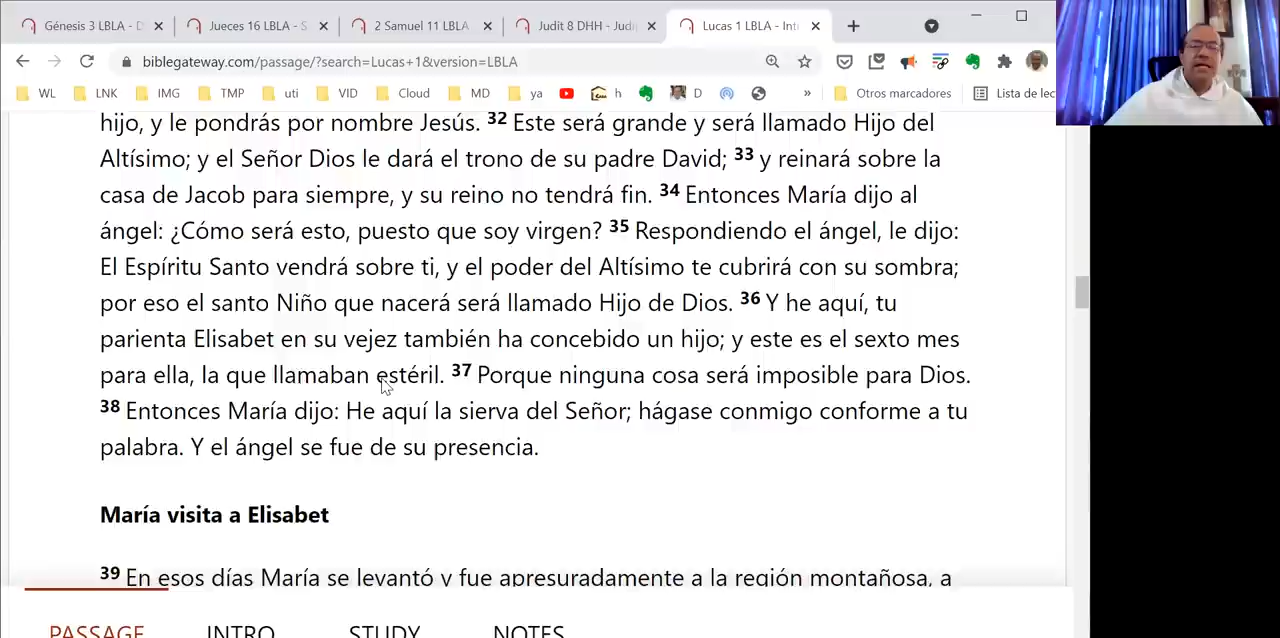 Génesis 3 LBLA - D
Jueces 16 LBLA - S
2 Samuel 11 LBLA
Judit 8 DHH - Judi
Lucas 1 LBLA - Inte
biblegateway.com/passage/?search=Lucas+1&version=LBLA
WL LNK IMG TMP uti VID Cloud MD ya h D » Otros marcadores Lista de lec
hijo, y le pondrás por nombre Jesús. 32 Este será grande y será llamado Hijo del
Altísimo; y el Señor Dios le dará el trono de su padre David; 33 y reinará sobre la
casa de Jacob para siempre, y su reino no tendrá fin. 34 Entonces María dijo al
ángel: ¿Cómo será esto, puesto que soy virgen? 35 Respondiendo el ángel, le dijo:
El Espíritu Santo vendrá sobre ti, y el poder del Altísimo te cubrirá con su sombra;
por eso el santo Niño que nacerá será llamado Hijo de Dios. 36 Y he aquí, tu
parienta Elisabet en su vejez también ha concebido un hijo; y este es el sexto mes
para ella, la que llamaban estéril. 37 Porque ninguna cosa será imposible para Dios.
38 Entonces María dijo: He aquí la sierva del Señor; hágase conmigo conforme a tu
palabra. Y el ángel se fue de su presencia.
María visita a Elisabet
39 En esos días María se levantó y fue apresuradamente a la región montañosa, a
PASSAGE INTRO STUDY NOTES